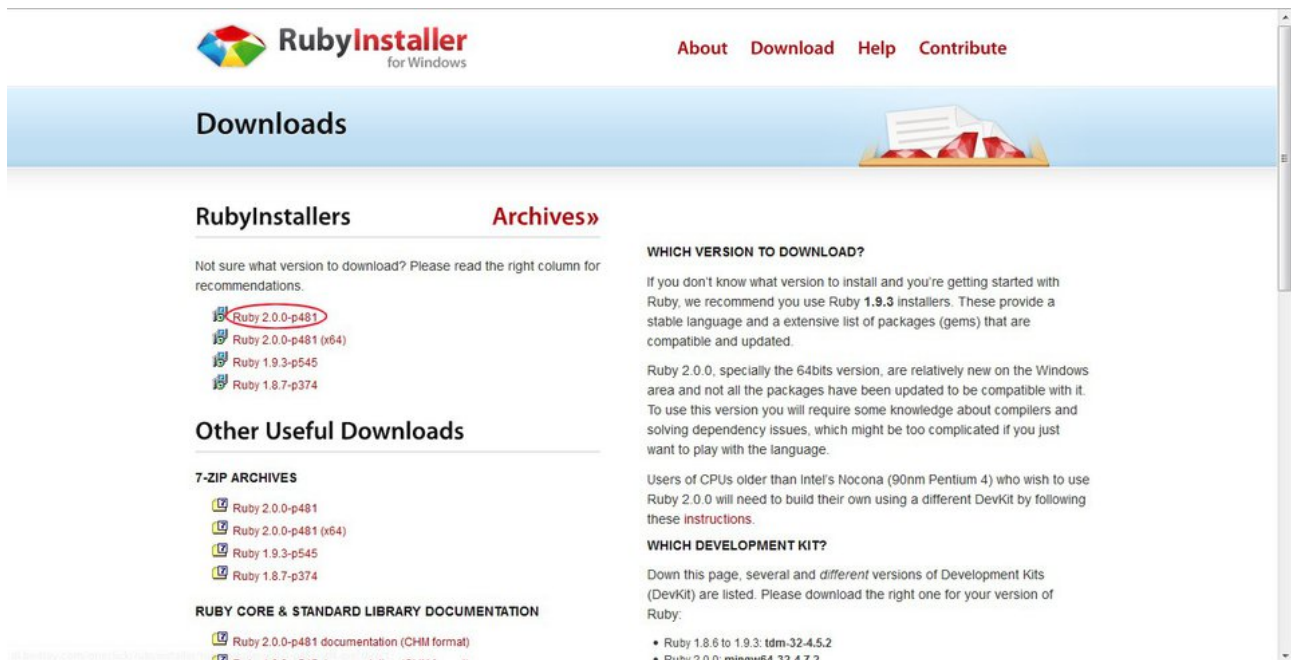 RubyInstaller
for Windows
About Download Help Contribute
Downloads
RubyInstallers
Archives»
Not sure what version to download? Please read the right column for
recommendations.
Ruby 2.0.0-p481
Ruby 2.0.0-p481 (x64)
Ruby 1.9.3-p545
Ruby 1.8.7-p374
Other Useful Downloads
7-ZIP ARCHIVES
Ruby 2.0.0-p481
Ruby 2.0.0-p481 (x64)
Ruby 1.9.3-p545
Ruby 1.8.7-p374
RUBY CORE & STANDARD LIBRARY DOCUMENTATION
Ruby 2.0.0-p481 documentation (CHM format)
WHICH VERSION TO DOWNLOAD?
If you don't know what version to install and you're getting started with
Ruby, we recommend you use Ruby 1.9.3 installers. These provide a
stable language and a extensive list of packages (gems) that are
compatible and updated.
Ruby 2.0.0, specially the 64bits version, are relatively new on the Windows
area and not all the packages have been updated to be compatible with it.
To use this version you will require some knowledge about compilers and
solving dependency issues, which might be too complicated if you just
want to play with the language.
Users of CPUs older than Intel's Nocona (90nm Pentium 4) who wish to use
Ruby 2.0.0 will need to build their own using a different DevKit by following
these instructions.
WHICH DEVELOPMENT KIT?
Down this page, several and different versions of Development Kits
(DevKit) are listed. Please download the right one for your version of
Ruby:
• Ruby 1.8.6 to 1.9.3: tdm-32-4.5.2
• Ruby 2.0.0: mingw64-32-4.7.2